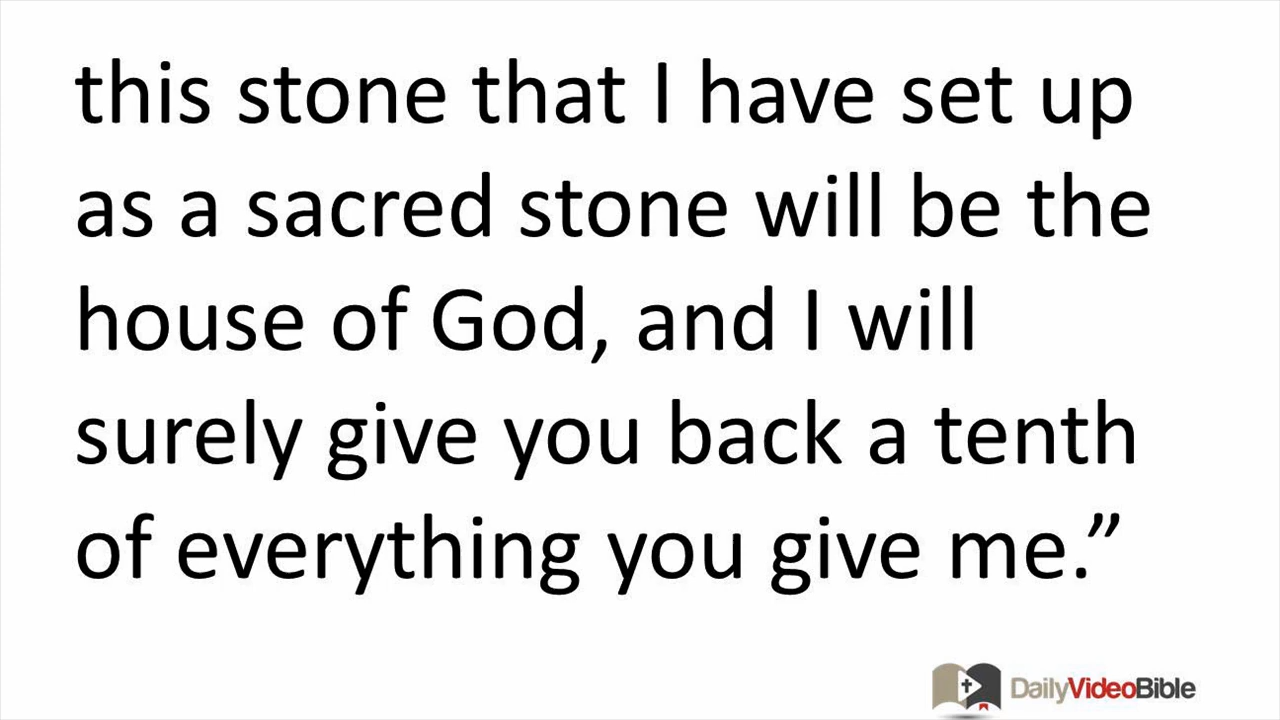 this stone that I have set up
as a sacred stone will be the
house of God, and I will
surely give you back a tenth
of everything you give me.”
DailyVideoBible